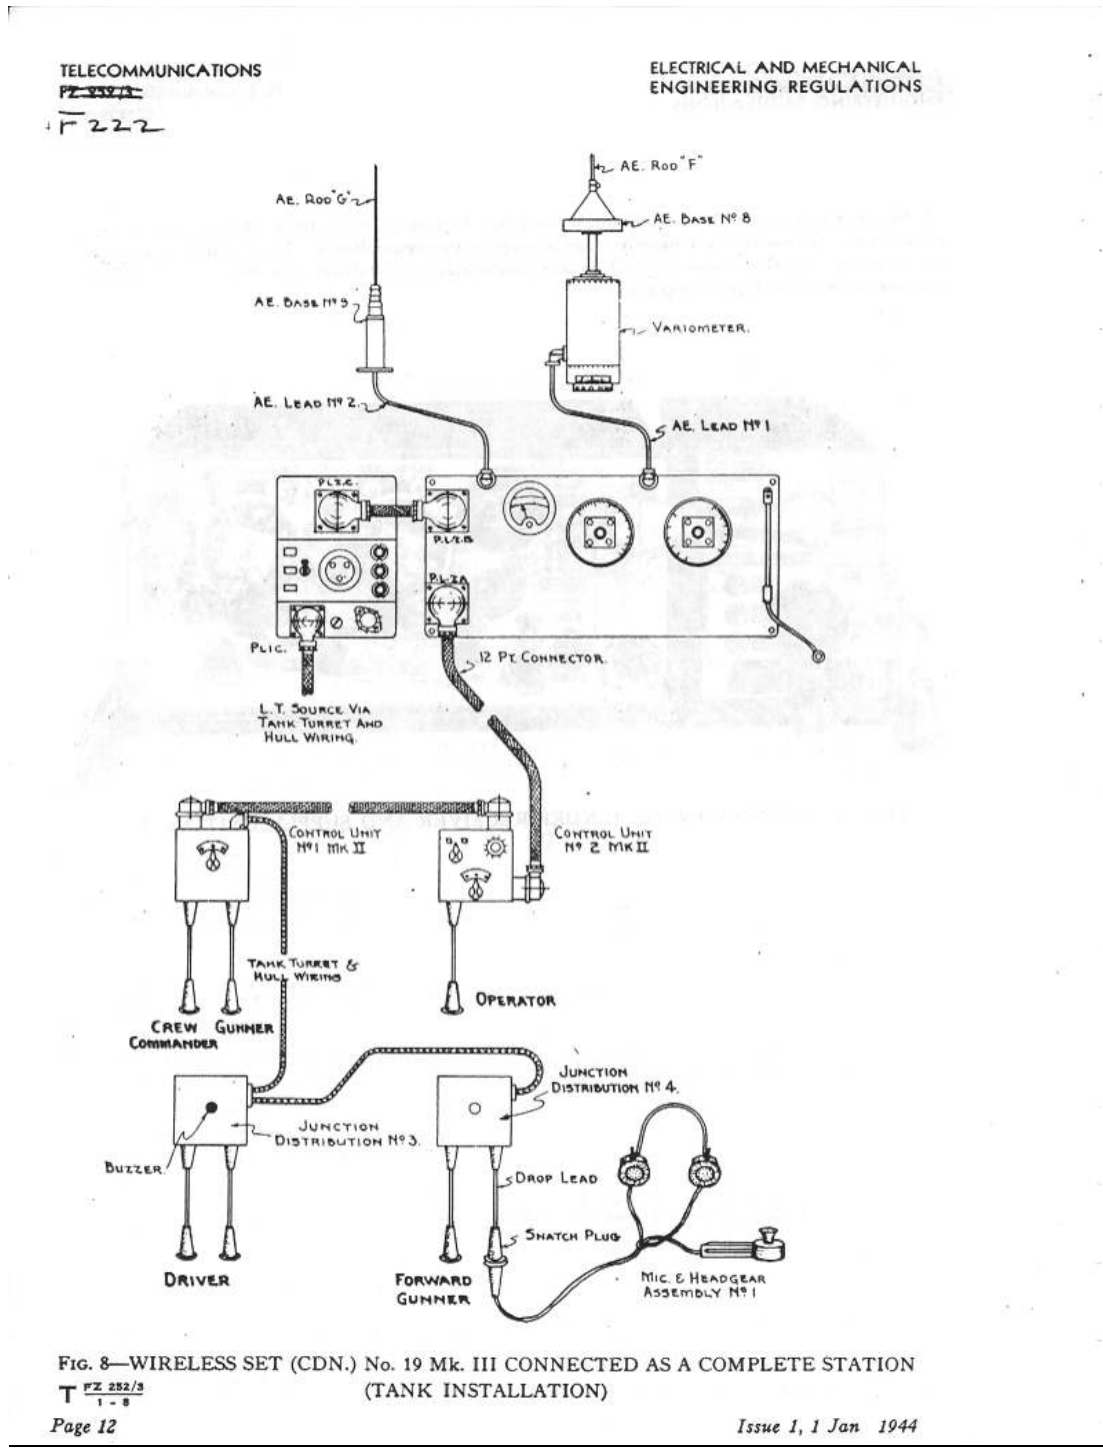 TELECOMMUNICATIONS
FZ 252/3
F 222
ELECTRICAL AND MECHANICAL
ENGINEERING REGULATIONS
AE. ROD "G"
AE. ROD "F"
AE. BASE Nº 8
AE. BASE Nº 9
VARIOMETER.
AE. LEAD Nº 2.
AE. LEAD Nº 1
PL2.C.
P.L-2.B
P.L-2A
PL1C.
12 PT. CONNECTOR.
L.T. SOURCE VIA
TANK TURRET AND
HULL WIRING.
CONTROL UNIT
Nº 1 MK II
CONTROL UNIT
Nº 2 MK II
TANK TURRET &
HULL WIRING
OPERATOR
CREW
COMMANDER
GUNNER
JUNCTION
DISTRIBUTION Nº 4.
JUNCTION
DISTRIBUTION Nº 3.
BUZZER.
DROP LEAD
SNATCH PLUG
DRIVER
FORWARD
GUNNER
MIC. & HEADGEAR
ASSEMBLY Nº 1
FIG. 8—WIRELESS SET (CDN.) No. 19 Mk. III CONNECTED AS A COMPLETE STATION
(TANK INSTALLATION)
T FZ 252/3
1 - 8
Page 12
Issue 1, 1 Jan 1944